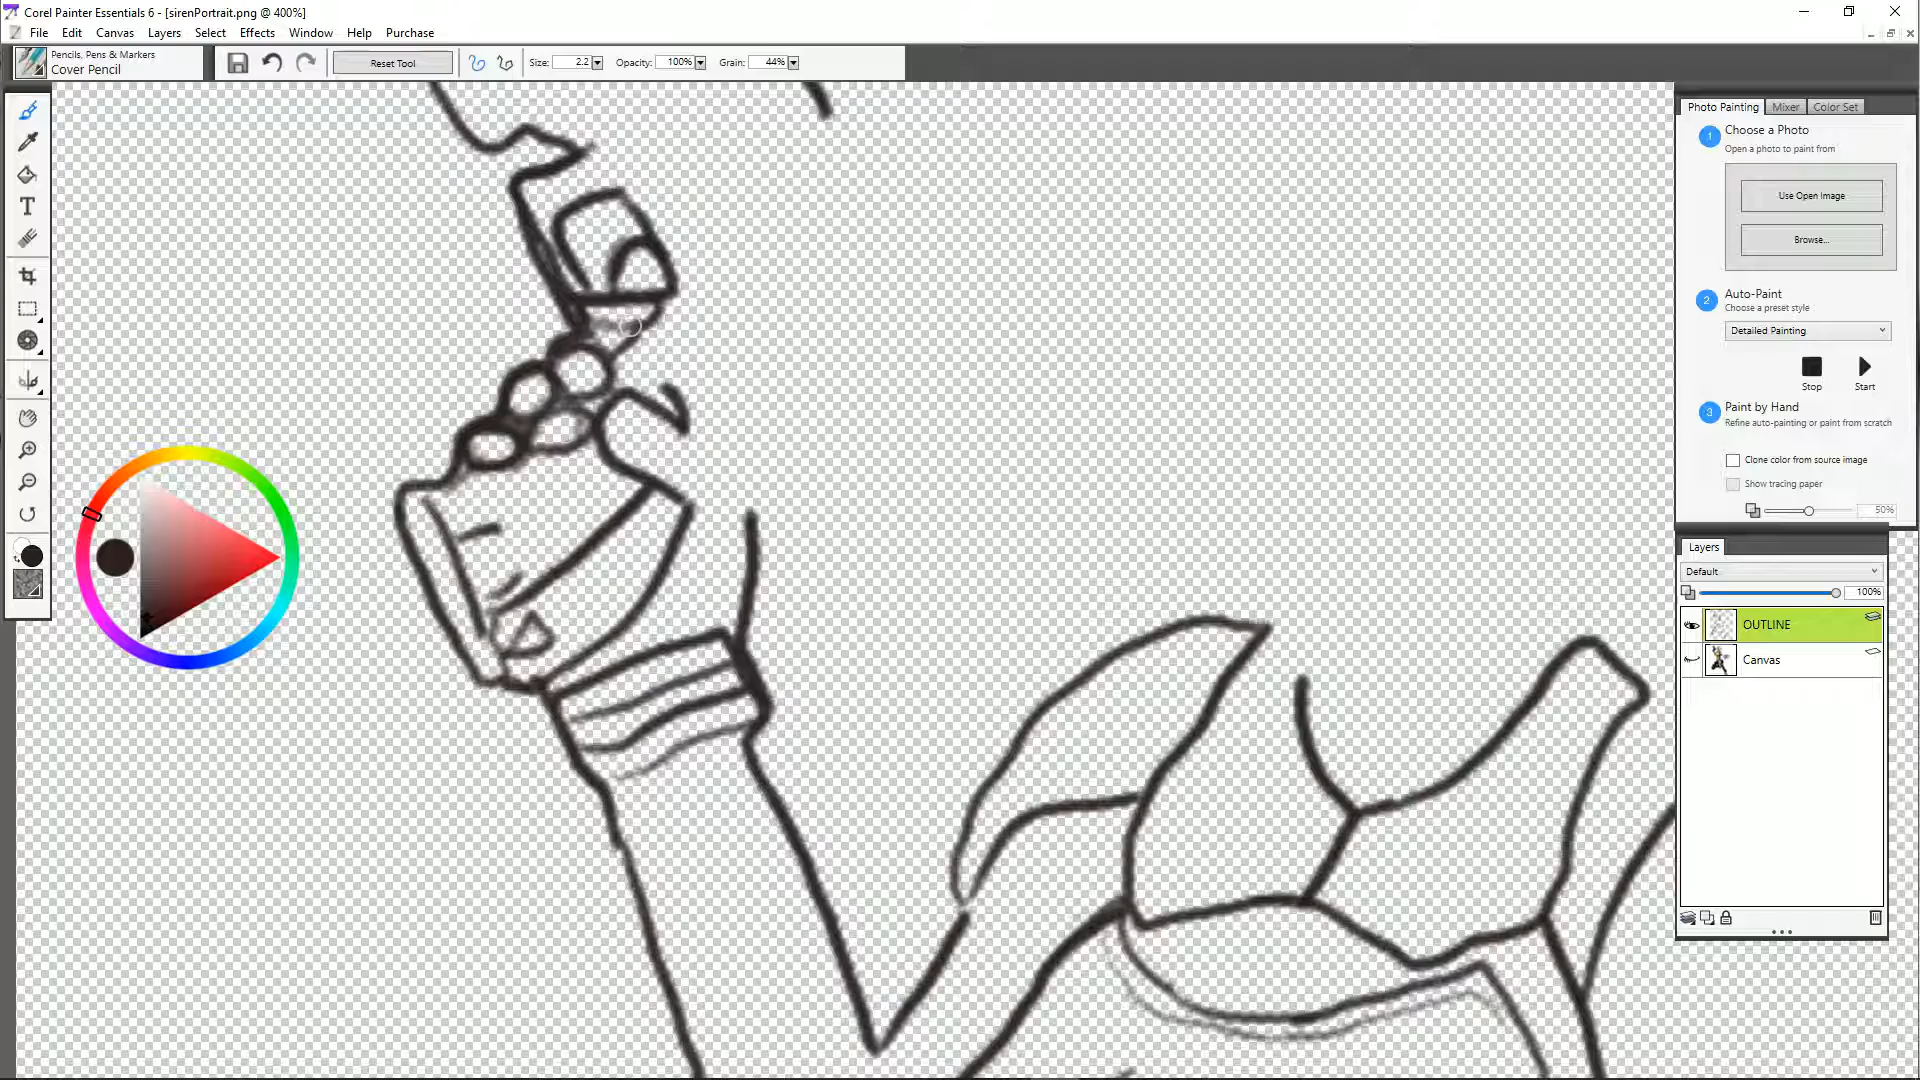 Corel Painter Essentials 6 - [sirenPortrait.png @ 400%]
File Edit Canvas Layers Select Effects Window Help Purchase
Pencils, Pens & Markers
Cover Pencil
Reset Tool
Size: 2.2
Opacity: 100%
Grain: 44%
T
Photo Painting Mixer Color Set
1 Choose a Photo
Open a photo to paint from
Use Open Image
Browse...
2 Auto-Paint
Choose a preset style
Detailed Painting
Stop Start
3 Paint by Hand
Refine auto-painting or paint from scratch
Clone color from source image
Show tracing paper
50%
Layers
Default
100%
OUTLINE
Canvas